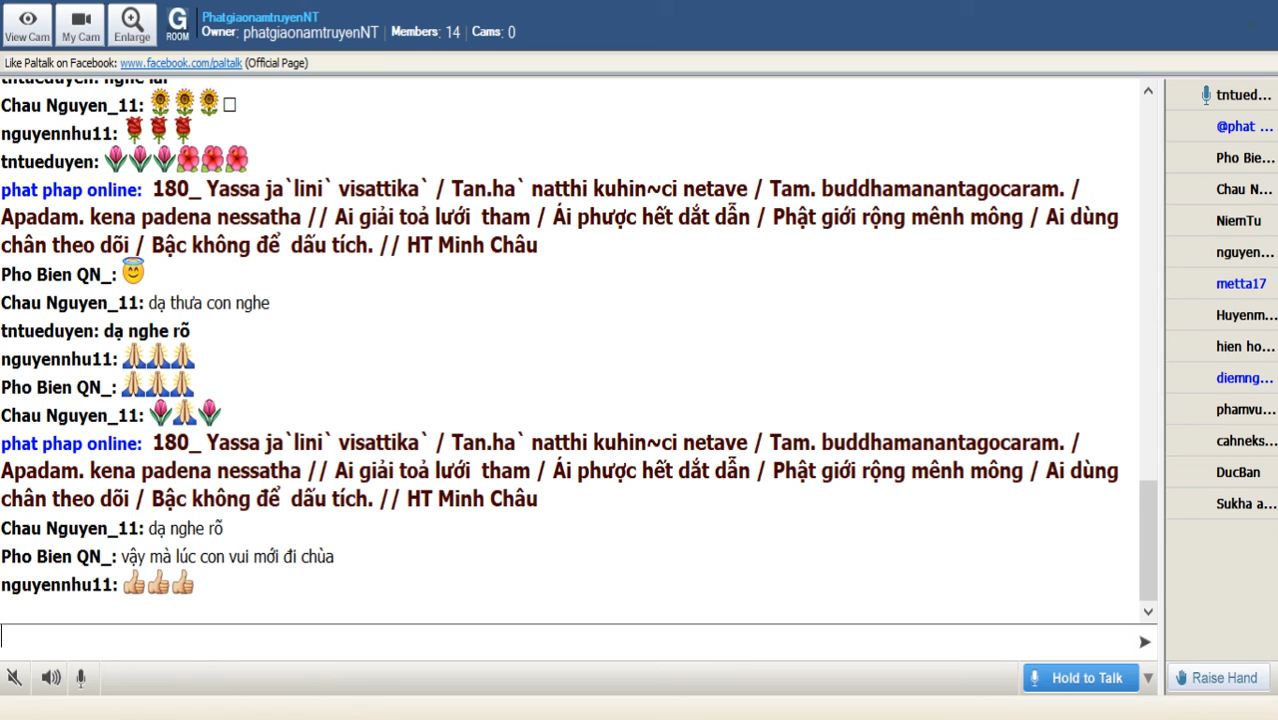 PhatgiaonamtruyenNT
Owner: phatgiaonamtruyenNT | Members: 14 | Cams: 0
View Cam
My Cam
Enlarge
G
ROOM
Like Paltalk on Facebook: www.facebook.com/paltalk (Official Page)
tntueduyen: nghe lai
Chau Nguyen_11: 🌻🌻🌻□
nguyennhu11: 🌹🌹🌹
tntueduyen: 🌷🌷🌷🌺🌺🌺
phat phap online: 180_ Yassa ja`lini` visattika` / Tan.ha` natthi kuhin~ci netave / Tam. buddhamanantagocaram. /
Apadam. kena padena nessatha // Ai giải toả lưới tham / Ái phược hết dắt dẫn / Phật giới rộng mênh mông / Ai dùng
chân theo dõi / Bậc không để dấu tích. // HT Minh Châu
Pho Bien QN_: 😇
Chau Nguyen_11: dạ thưa con nghe
tntueduyen: dạ nghe rõ
nguyennhu11: 🙏🙏🙏
Pho Bien QN_: 🙏🙏🙏
Chau Nguyen_11: 🌷🙏🌷
phat phap online: 180_ Yassa ja`lini` visattika` / Tan.ha` natthi kuhin~ci netave / Tam. buddhamanantagocaram. /
Apadam. kena padena nessatha // Ai giải toả lưới tham / Ái phược hết dắt dẫn / Phật giới rộng mênh mông / Ai dùng
chân theo dõi / Bậc không để dấu tích. // HT Minh Châu
Chau Nguyen_11: dạ nghe rõ
Pho Bien QN_: vậy mà lúc con vui mới đi chùa
nguyennhu11: 👍👍👍
tntued...
@phat ...
Pho Bie...
Chau N...
NiemTu
nguyen...
metta17
Huyenm...
hien ho...
diemng...
phamvu...
cahneks...
DucBan
Sukha a...
Hold to Talk
Raise Hand